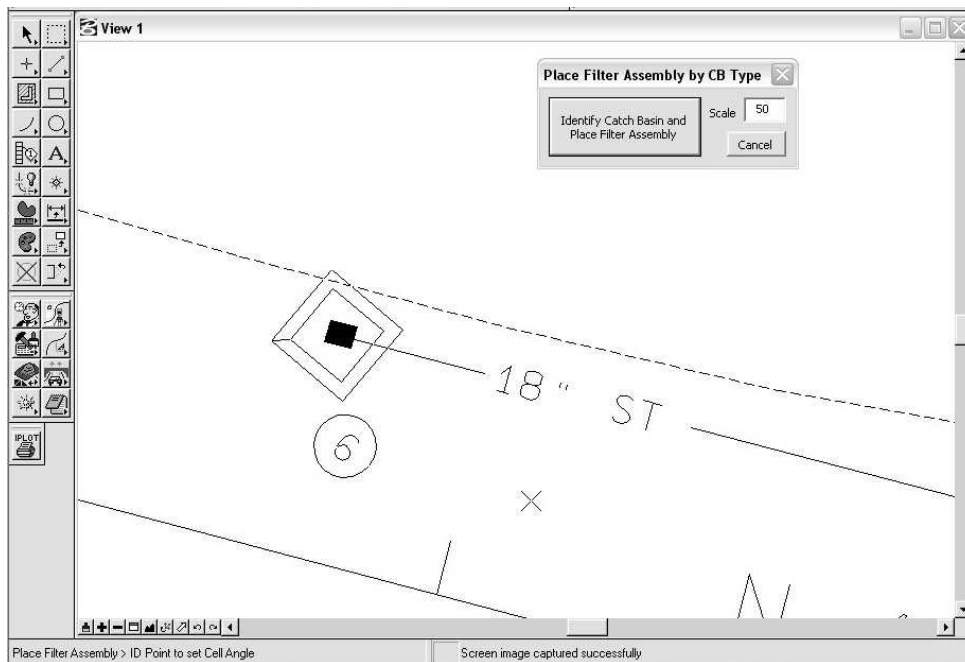 View 1
Place Filter Assembly by CB Type
Identify Catch Basin and
Place Filter Assembly
Scale
50
Cancel
18" ST
6
N
A
IPLOT
Place Filter Assembly > ID Point to set Cell Angle
Screen image captured successfully